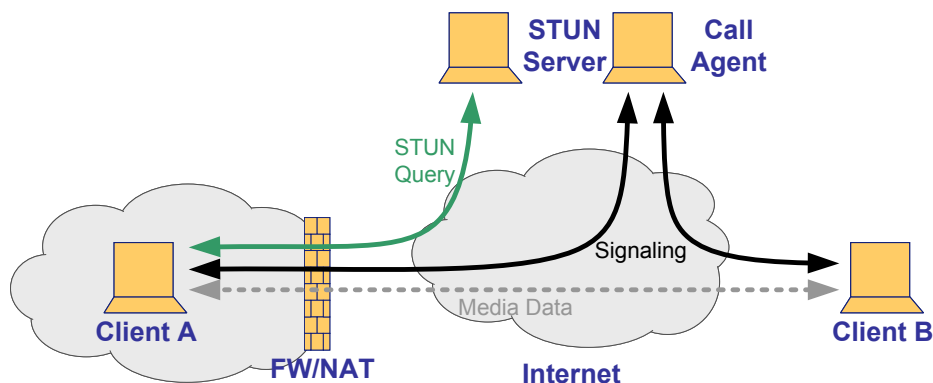 STUN
Server
Call
Agent
STUN
Query
Signaling
Media Data
Client A
Client B
FW/NAT
Internet